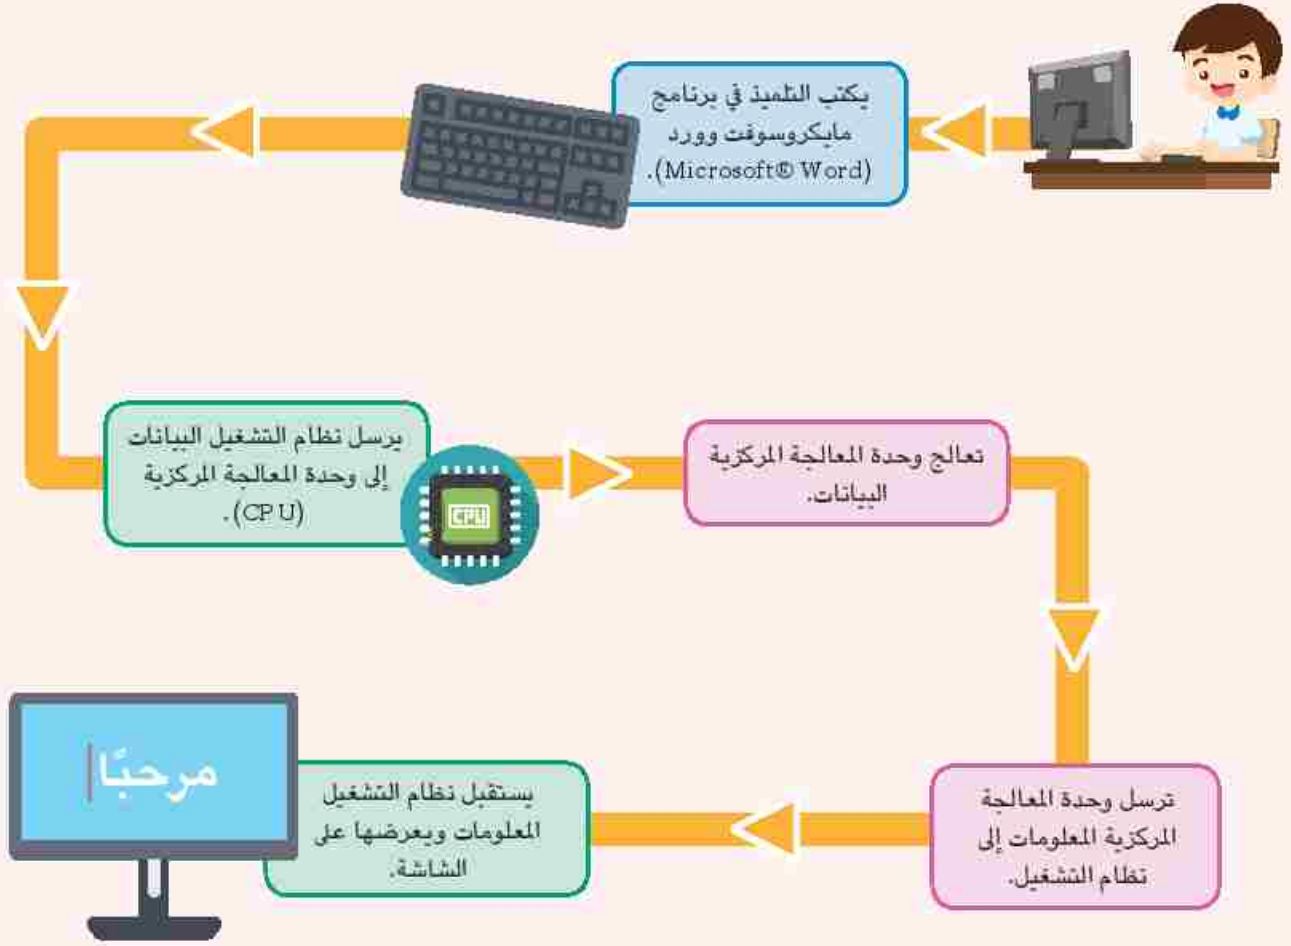 يكتب التلميذ في برنامج
مايكروسوفت وورد
(Microsoft® Word).
يرسل نظام التشغيل البيانات
إلى وحدة المعالجة المركزية
(CPU).
CPU
تعالج وحدة المعالجة المركزية
البيانات.
ترسل وحدة المعالجة
المركزية المعلومات إلى
نظام التشغيل.
يستقبل نظام التشغيل
المعلومات ويعرضها على
الشاشة.
مرحبًا